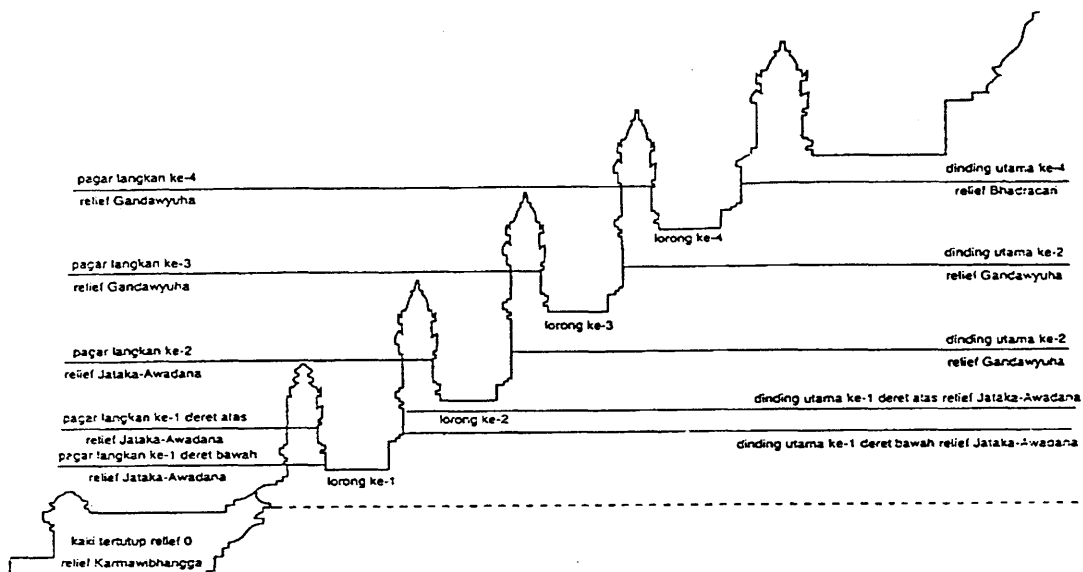 pagar langkan ke-4
relief Gandawyuha
dinding utama ke-4
relief Bhadracari
lorong ke-4
pagar langkan ke-3
relief Gandawyuha
dinding utama ke-2
relief Gandawyuha
lorong ke-3
pagar langkan ke-2
relief Jataka-Awadana
dinding utama ke-2
relief Gandawyuha
lorong ke-2
dinding utama ke-1 deret atas relief Jataka-Awadana
pagar langkan ke-1 deret atas
relief Jataka-Awadana
dinding utama ke-1 deret bawah relief Jataka-Awadana
pagar langkan ke-1 deret bawah
relief Jataka-Awadana
lorong ke-1
kaki tertutup relief 0
relief Karmawibhangga